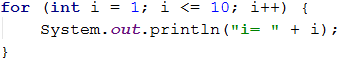 for (int i = 1; i <= 10; i++) {
    System.out.println("i= " + i);
}